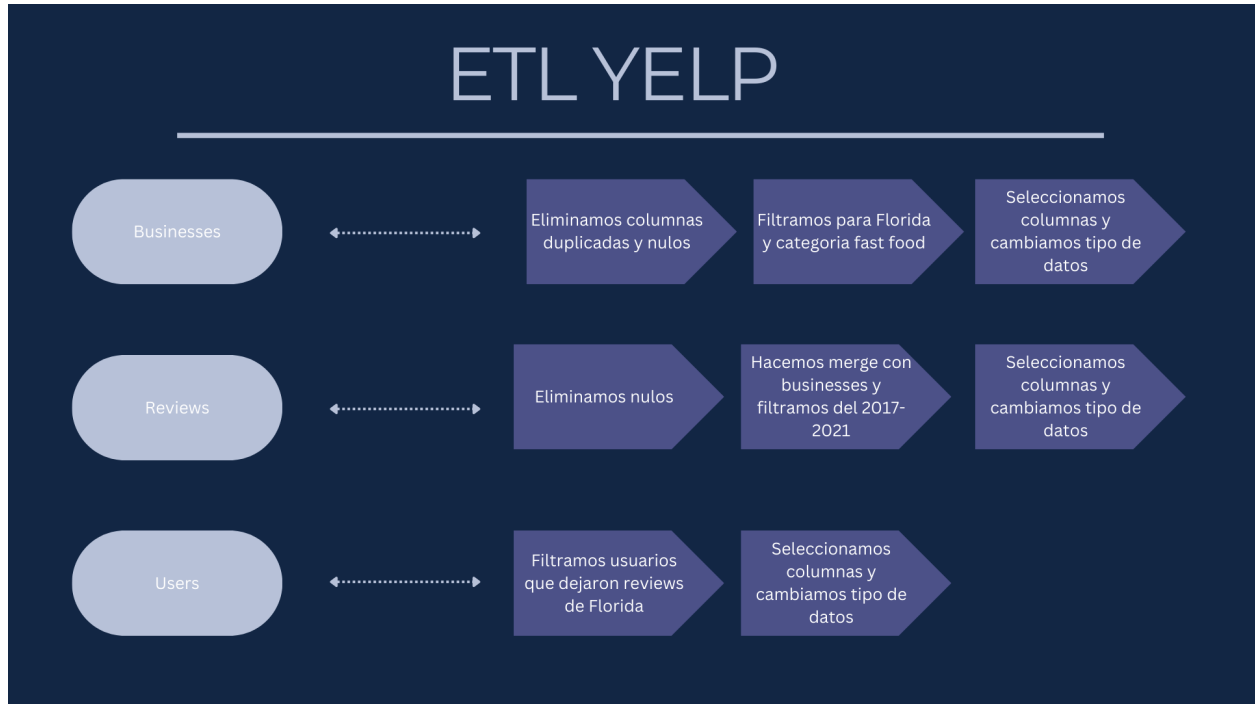 ETL YELP
Businesses
Eliminamos columnas
duplicadas y nulos
Filtramos para Florida
y categoria fast food
Seleccionamos
columnas y
cambiamos tipo de
datos
Reviews
Eliminamos nulos
Hacemos merge con
businesses y
filtramos del 2017-
2021
Seleccionamos
columnas y
cambiamos tipo de
datos
Users
Filtramos usuarios
que dejaron reviews
de Florida
Seleccionamos
columnas y
cambiamos tipo de
datos